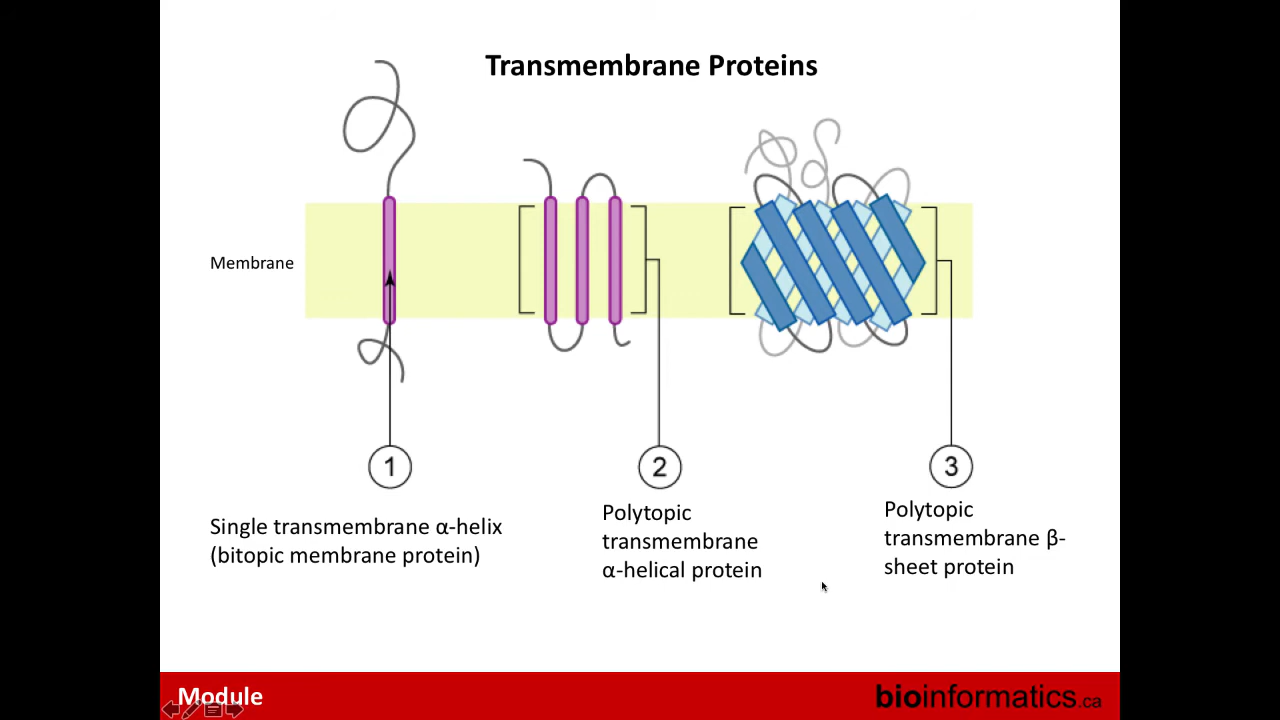 Transmembrane Proteins
Membrane
1
2
3
Single transmembrane α-helix
(bitopic membrane protein)
Polytopic
transmembrane
α-helical protein
Polytopic
transmembrane β-
sheet protein
Module
bioinformatics.ca